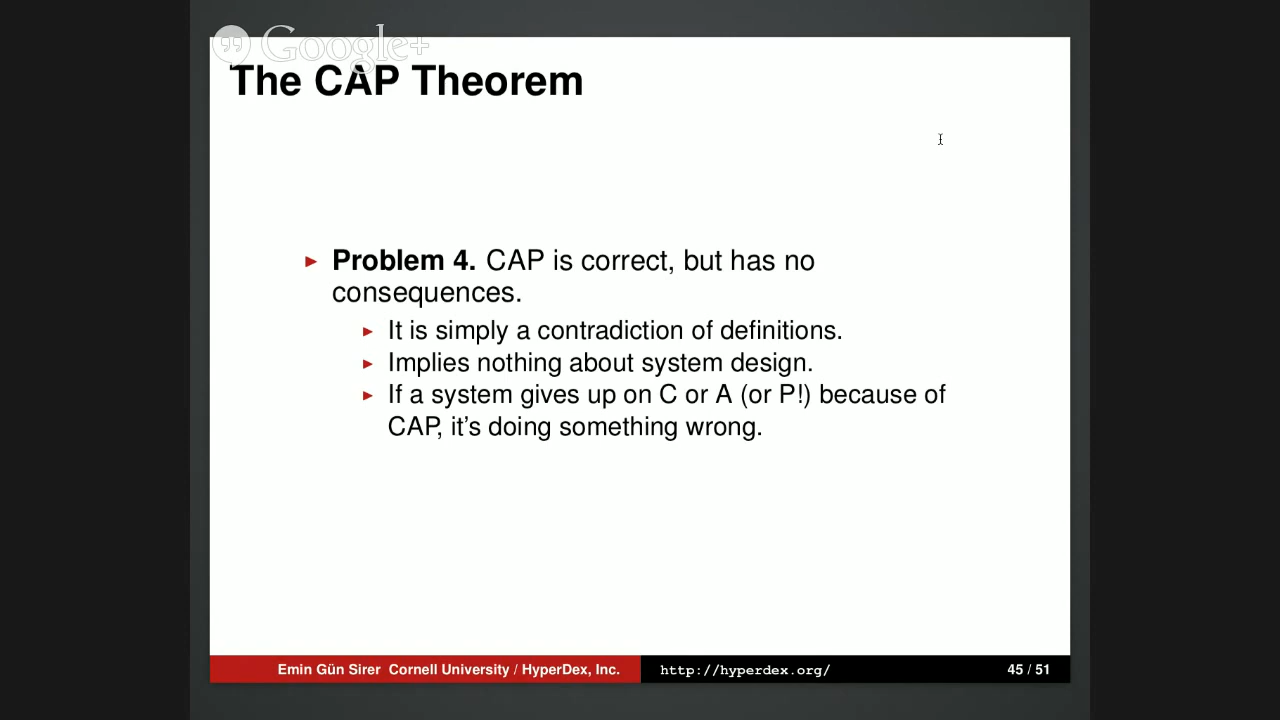 Google+
The CAP Theorem
Problem 4. CAP is correct, but has no
consequences.
It is simply a contradiction of definitions.
Implies nothing about system design.
If a system gives up on C or A (or P!) because of
CAP, it's doing something wrong.
Emin Gün Sirer Cornell University / HyperDex, Inc. http://hyperdex.org/ 45 / 51